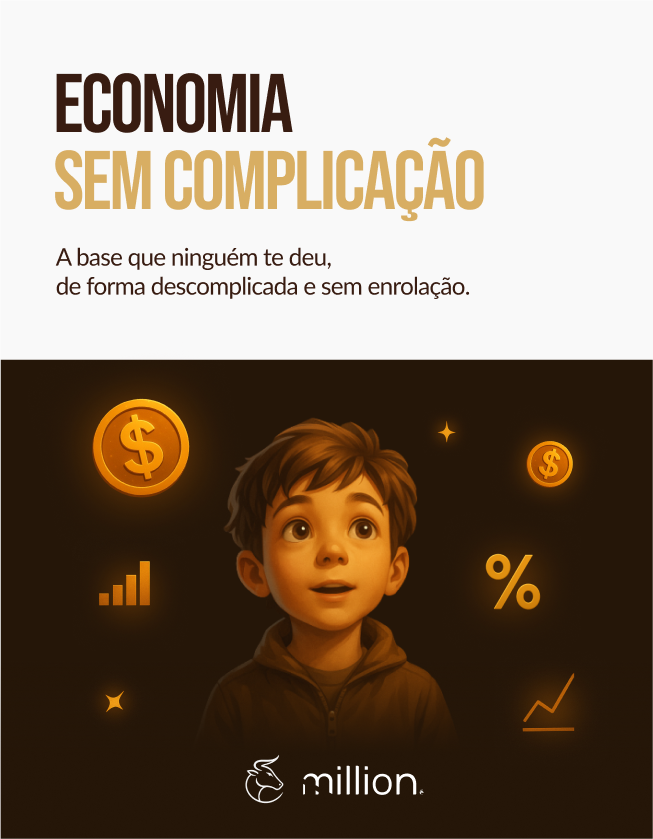 ECONOMIA
SEM COMPLICAÇÃO
A base que ninguém te deu,
de forma descomplicada e sem enrolação.
$
$
%
million.